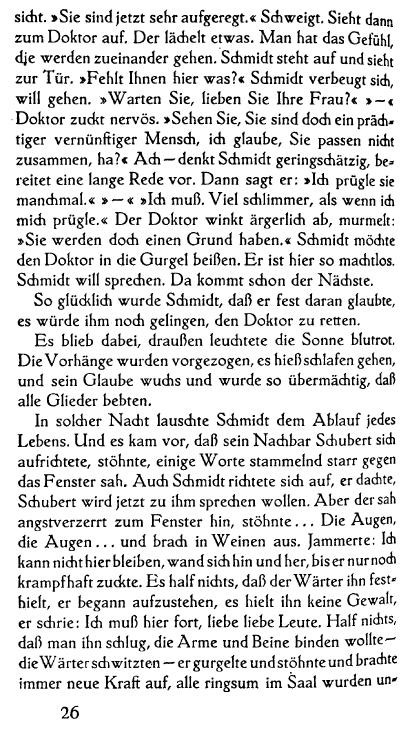 sicht. »Sie sind jetzt sehr aufgeregt.« Schweigt. Sieht dann
zum Doktor auf. Der lächelt etwas. Man hat das Gefühl,
die werden zueinander gehen. Schmidt steht auf und sieht
zur Tür. »Fehlt Ihnen hier was?« Schmidt verbeugt sich,
will gehen. »Warten Sie, lieben Sie Ihre Frau?« »–«
Doktor zuckt nervös. »Sehen Sie, Sie sind doch ein präch-
tiger vernünftiger Mensch, ich glaube, Sie passen nicht
zusammen, ha?« Ach – denkt Schmidt geringschätzig, be-
reitet eine lange Rede vor. Dann sagt er: »Ich prügle sie
manchmal.« »–« »Ich muß. Viel schlimmer, als wenn ich
mich prügle.« Der Doktor winkt ärgerlich ab, murmelt:
»Sie werden doch einen Grund haben.« Schmidt möchte
den Doktor in die Gurgel beißen. Er ist hier so machtlos.
Schmidt will sprechen. Da kommt schon der Nächste.
So glücklich wurde Schmidt, daß er fest daran glaubte,
es würde ihm noch gelingen, den Doktor zu retten.
Es blieb dabei, draußen leuchtete die Sonne blutrot.
Die Vorhänge wurden vorgezogen, es hieß schlafen gehen,
und sein Glaube wuchs und wurde so übermächtig, daß
alle Glieder bebten.
In solcher Nacht lauschte Schmidt dem Ablauf jedes
Lebens. Und es kam vor, daß sein Nachbar Schubert sich
aufrichtete, stöhnte, einige Worte stammelnd starr gegen
das Fenster sah. Auch Schmidt richtete sich auf, er dachte,
Schubert wird jetzt zu ihm sprechen wollen. Aber der sah
angstverzerrt zum Fenster hin, stöhnte... Die Augen,
die Augen... und brach in Weinen aus. Jammerte: Ich
kann nicht hier bleiben, wand sich hin und her, bis er nur noch
krampfhaft zuckte. Es half nichts, daß der Wärter ihn fest-
hielt, er begann aufzustehen, es hielt ihn keine Gewalt,
er schrie: Ich muß hier fort, liebe liebe Leute. Half nichts,
daß man ihn schlug, die Arme und Beine binden wollte –
die Wärter schwitzten – er gurgelte und stöhnte und brachte
immer neue Kraft auf, alle ringsum im Saal wurden un-
26